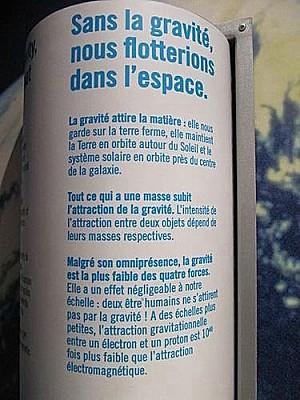 Sans la gravité,
nous flotterions
dans l'espace.
La gravité attire la matière : elle nous
garde sur la terre ferme, elle maintient
la Terre en orbite autour du Soleil et le
système solaire en orbite près du centre
de la galaxie.
Tout ce qui a une masse subit
l'attraction de la gravité. L'intensité de
l'attraction entre deux objets dépend de
leurs masses respectives.
Malgré son omniprésence, la gravité
est la plus faible des quatre forces.
Elle a un effet négligeable à notre
échelle : deux être humains ne s'attirent
pas par la gravité ! A des échelles plus
petites, l'attraction gravitationnelle
entre un électron et un proton est
fois plus faible que l'attraction
électromagnétique.